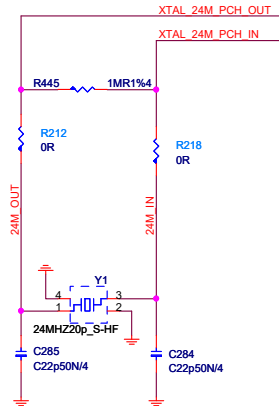 XTAL_24M_PCH_OUT
XTAL_24M_PCH_IN
R445 1MR1%4
R212
0R
R218
0R
24M_OUT
24M_IN
Y1
4 3
1 2
24MHZ20p_S-HF
C285
C22p50N/4
C284
C22p50N/4